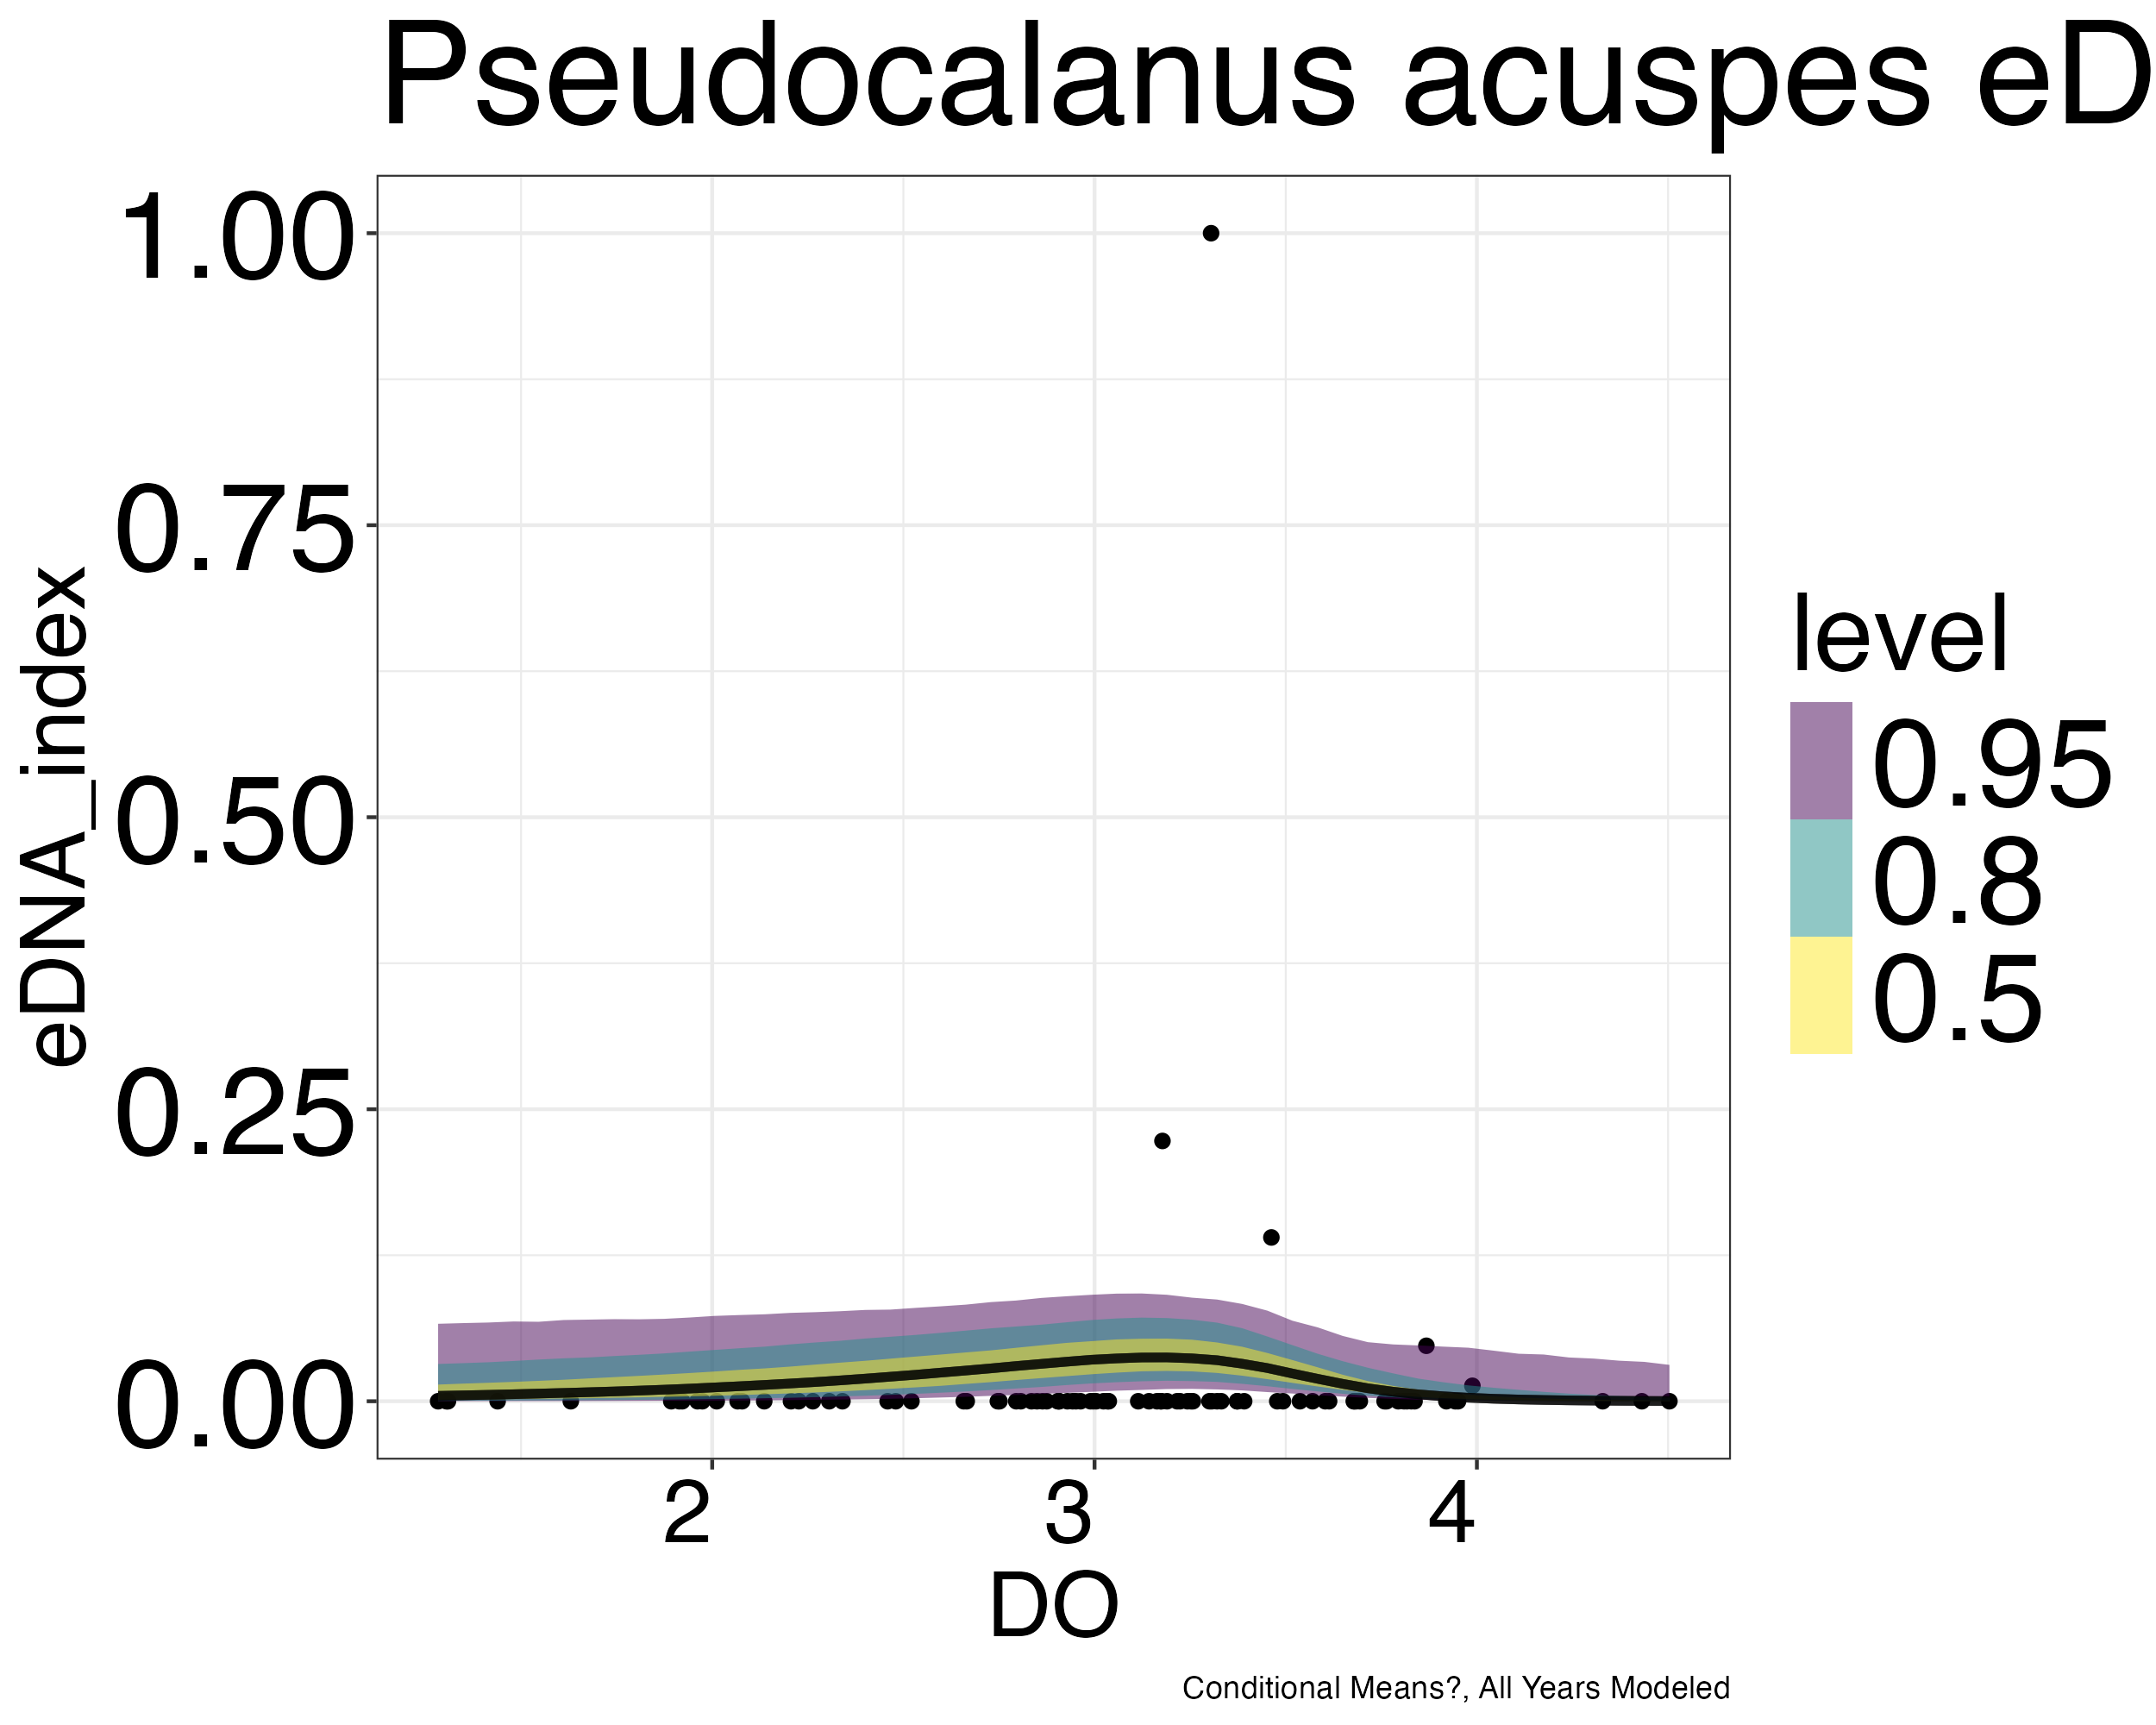 Pseudocalanus acuspes eD
1.00
0.75
0.50
0.25
0.00
eDNA_index
2 3 4
DO
level
0.95
0.8
0.5
Conditional Means?, All Years Modeled